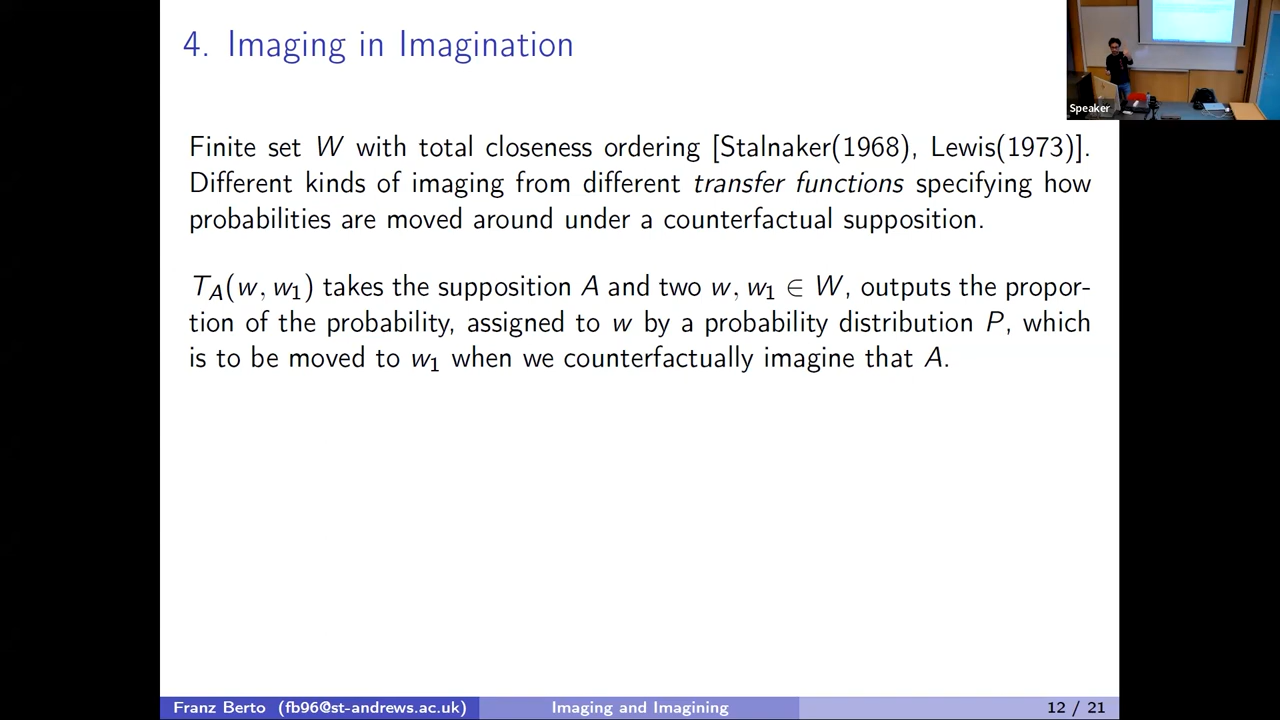 4. Imaging in Imagination
Speaker
Finite set W with total closeness ordering [Stalnaker(1968), Lewis(1973)].
Different kinds of imaging from different transfer functions specifying how
probabilities are moved around under a counterfactual supposition.
T_A(w, w₁) takes the supposition A and two w, w₁ ∈ W, outputs the propor-
tion of the probability, assigned to w by a probability distribution P, which
is to be moved to w₁ when we counterfactually imagine that A.
Franz Berto (fb96@st-andrews.ac.uk)
Imaging and Imagining
12 / 21